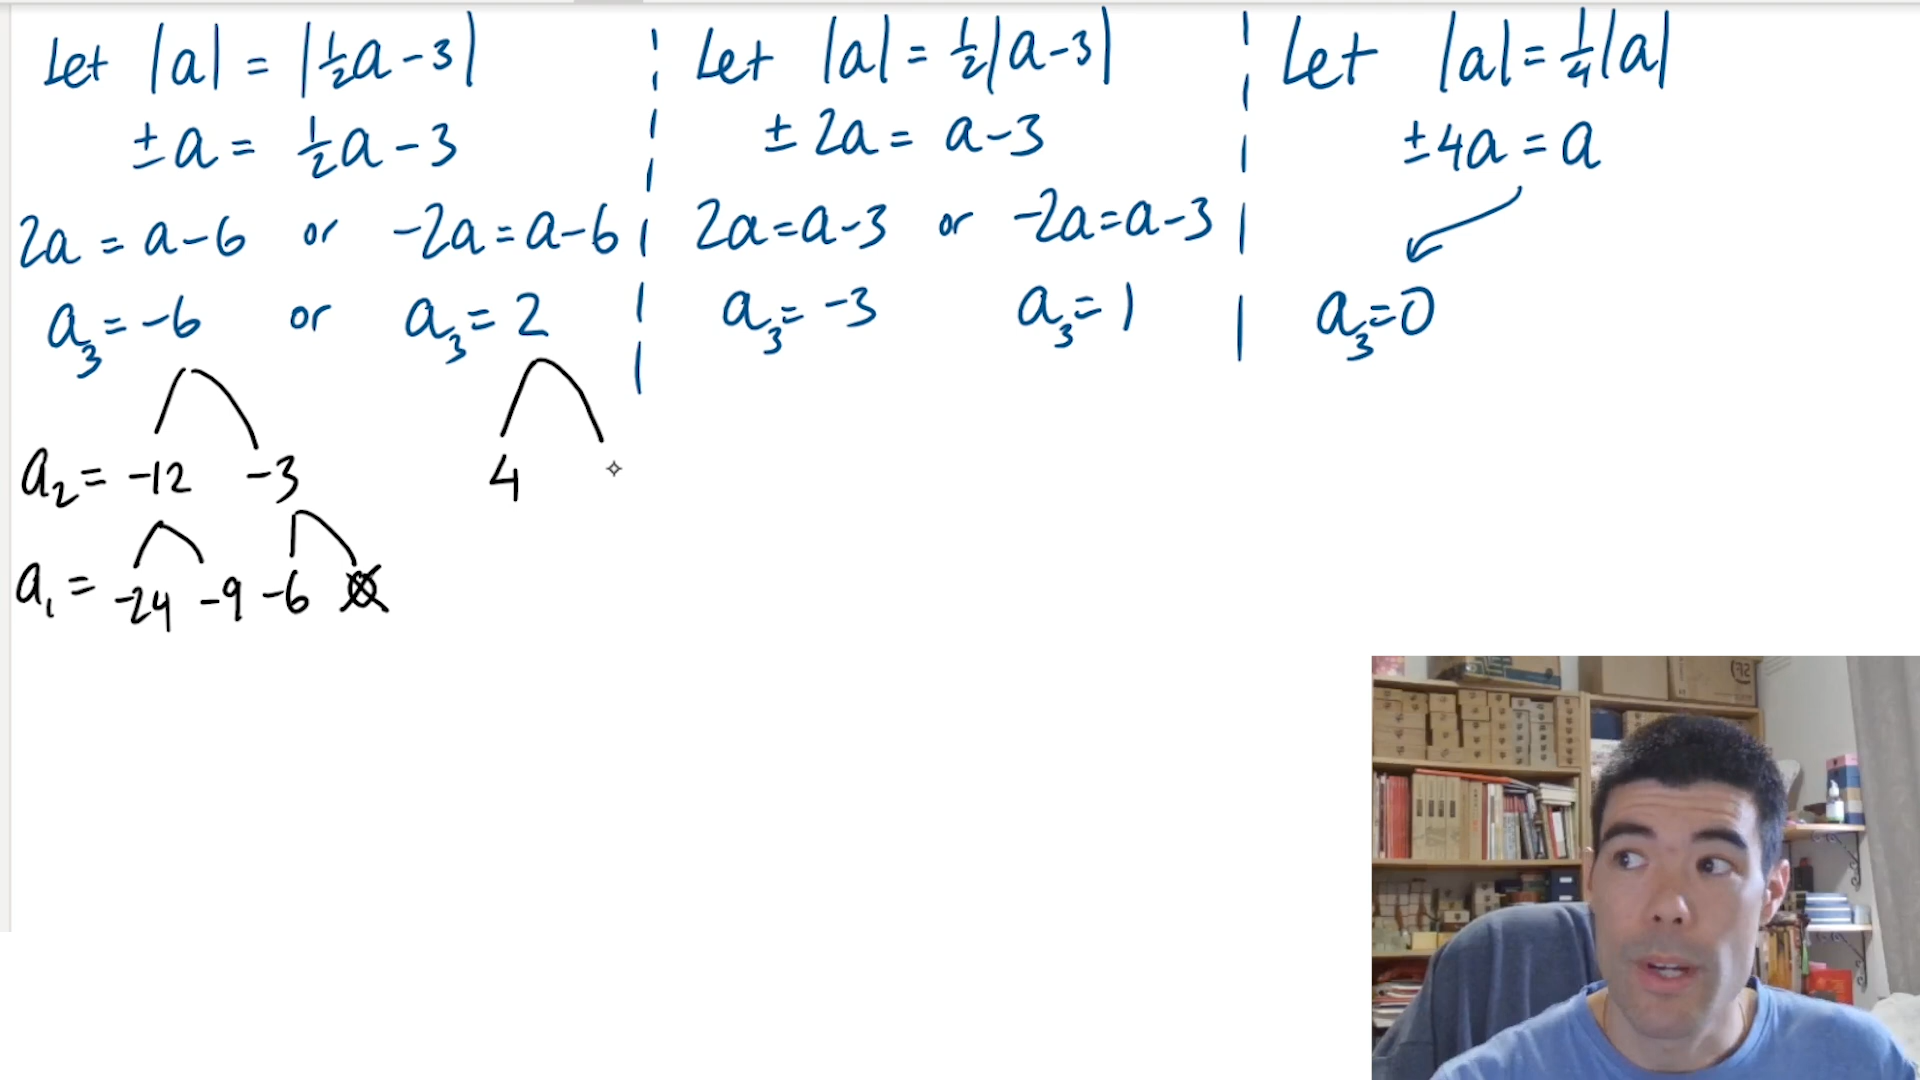 Let |a| = |½a - 3|
± a = ½a - 3
2a = a - 6 or -2a = a - 6
a₃ = -6 or a₃ = 2
a₂ = -12 -3 4
a₁ = -24 -9 -6 0
Let |a| = ½|a - 3|
± 2a = a - 3
2a = a - 3 or -2a = a - 3
a₃ = -3 a₃ = 1
Let |a| = ¼|a|
± 4a = a
a₃ = 0